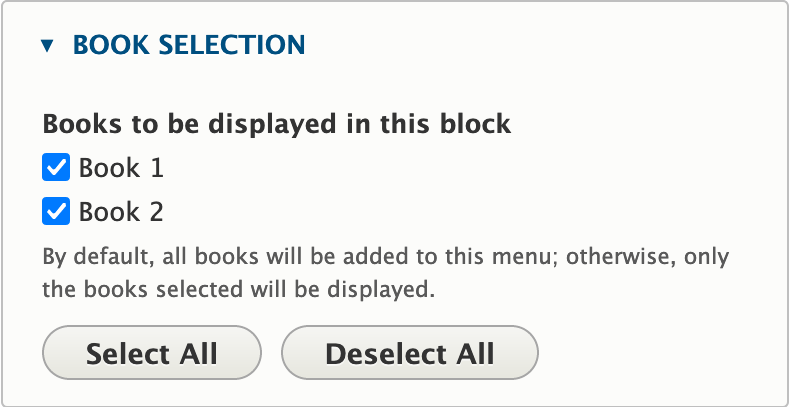 BOOK SELECTION
Books to be displayed in this block
Book 1
Book 2
By default, all books will be added to this menu; otherwise, only
the books selected will be displayed.
Select All Deselect All